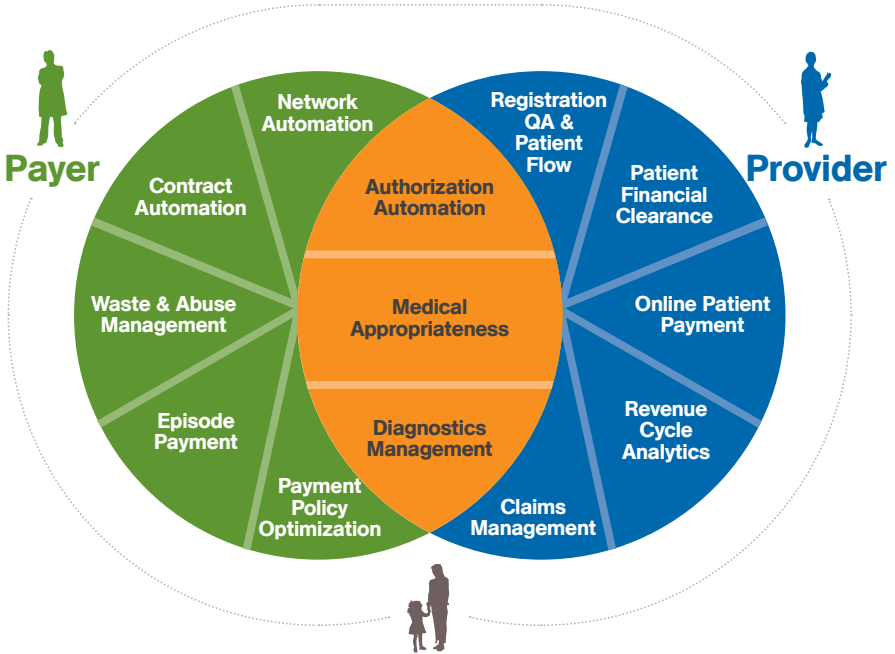 Payer
Provider
Network
Automation
Contract
Automation
Waste & Abuse
Management
Episode
Payment
Payment
Policy
Optimization
Authorization
Automation
Medical
Appropriateness
Diagnostics
Management
Registration
QA &
Patient
Flow
Patient
Financial
Clearance
Online Patient
Payment
Revenue
Cycle
Analytics
Claims
Management